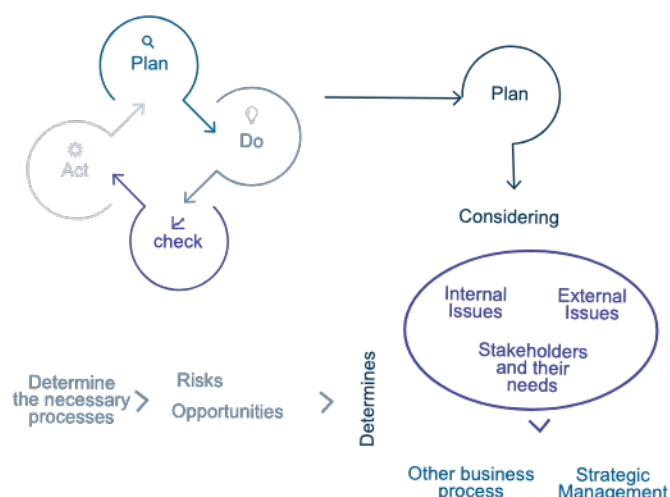 Plan
Do
Act
check
Plan
Considering
Internal
Issues
External
Issues
Stakeholders
and their
needs
Determine
the necessary
processes
Risks
Opportunities
Determines
Other business
process
Strategic
Management